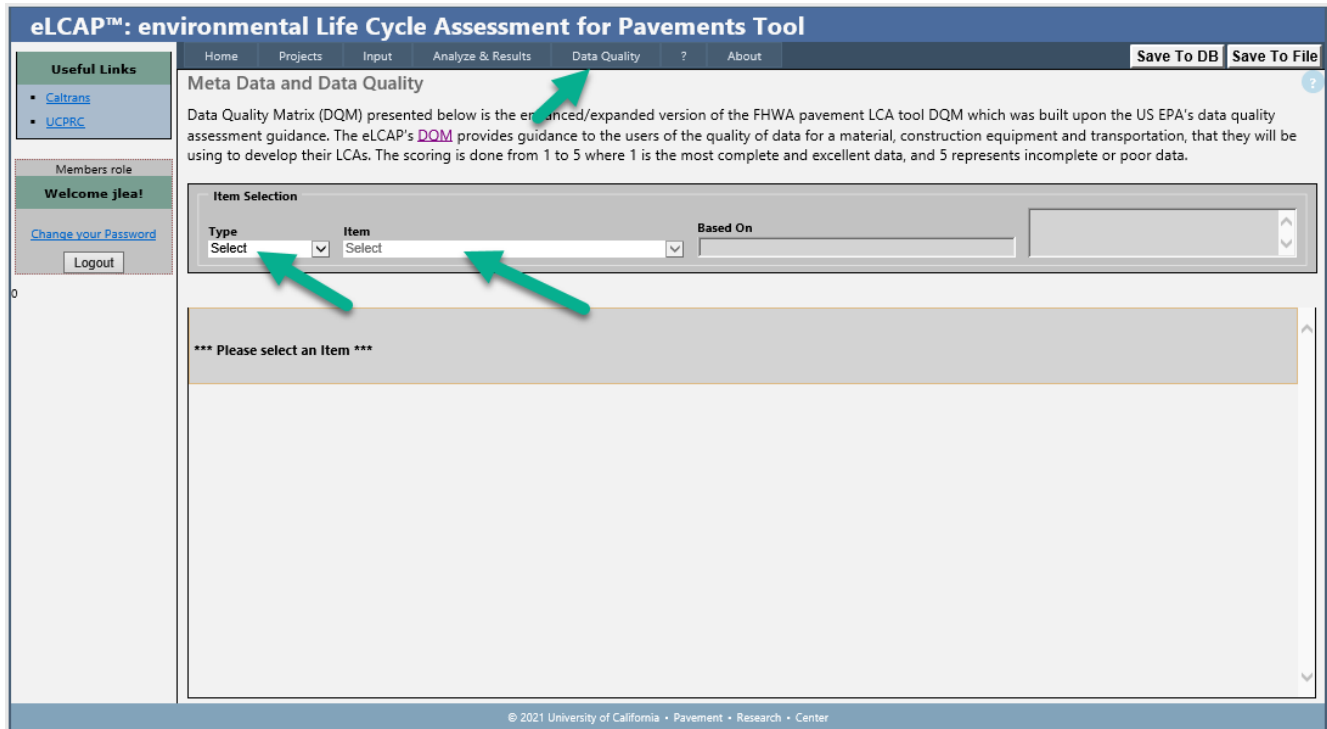 eLCAP™: environmental Life Cycle Assessment for Pavements Tool
Home Projects Input Analyze & Results Data Quality ? About
Save To DB Save To File
Useful Links
Caltrans
UCPRC
Members role
Welcome jlea!
Change your Password
Logout
0
Meta Data and Data Quality
?
Data Quality Matrix (DQM) presented below is the enhanced/expanded version of the FHWA pavement LCA tool DQM which was built upon the US EPA's data quality
assessment guidance. The eLCAP's DQM provides guidance to the users of the quality of data for a material, construction equipment and transportation, that they will be
using to develop their LCAs. The scoring is done from 1 to 5 where 1 is the most complete and excellent data, and 5 represents incomplete or poor data.
Item Selection
Type Item Based On
Select Select
*** Please select an Item ***
© 2021 University of California • Pavement • Research • Center